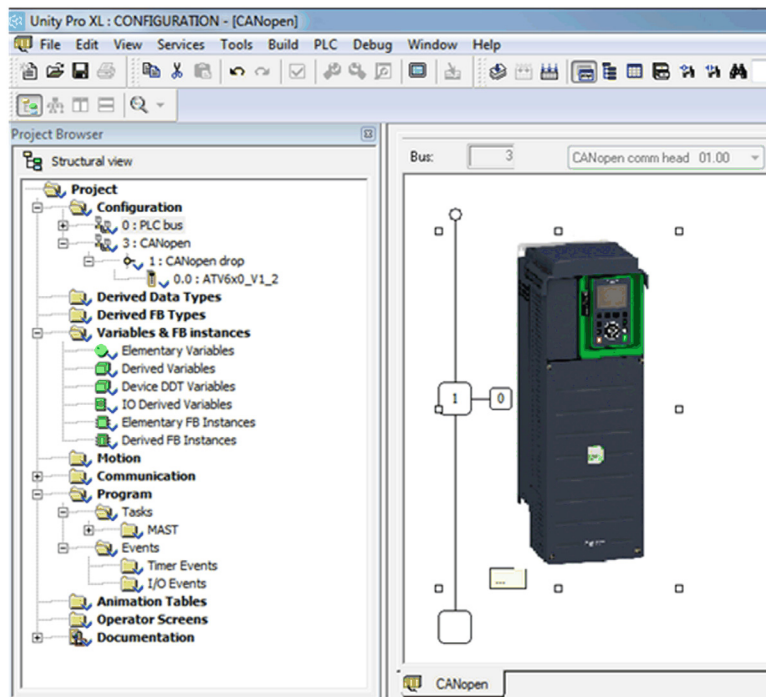 Unity Pro XL : CONFIGURATION - [CANopen]
File Edit View Services Tools Build PLC Debug Window Help
Project Browser
Structural view
Project
Configuration
0 : PLC bus
3 : CANopen
1 : CANopen drop
0.0 : ATV6x0_V1_2
Derived Data Types
Derived FB Types
Variables & FB instances
Elementary Variables
Derived Variables
Device DDT Variables
IO Derived Variables
Elementary FB Instances
Derived FB Instances
Motion
Communication
Program
Tasks
MAST
Events
Timer Events
I/O Events
Animation Tables
Operator Screens
Documentation
Bus: 3 CANopen comm head 01.00
1 0
...
CANopen